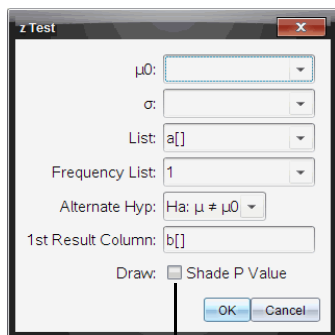 z Test
μ0:
σ:
List: a[]
Frequency List: 1
Alternate Hyp: Ha: μ ≠ μ0
1st Result Column: b[]
Draw: Shade P Value
OK Cancel